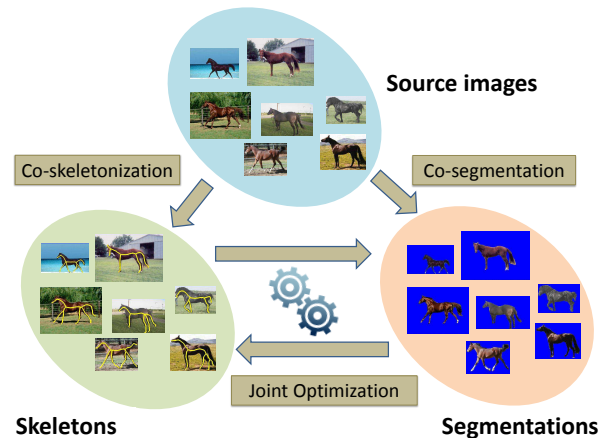 Source images
Co-skeletonization
Co-segmentation
Joint Optimization
Skeletons
Segmentations